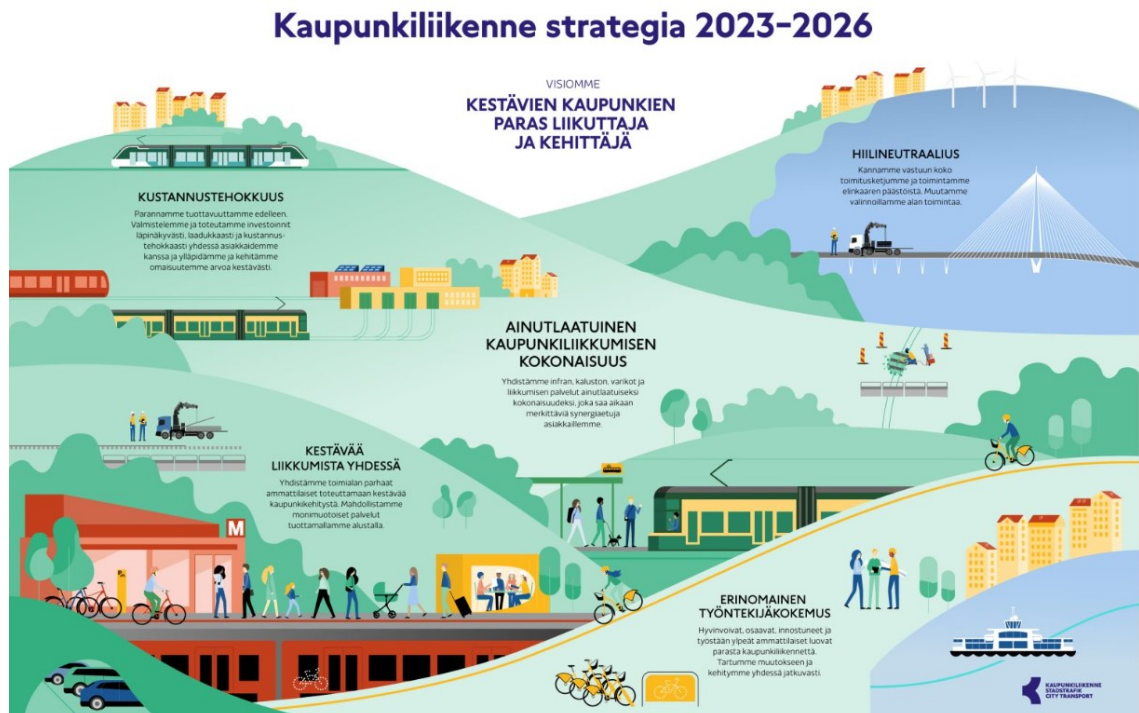 Kaupunkiliikenne strategia 2023–2026
VISIOMME
KESTÄVIEN KAUPUNKIEN
PARAS LIIKUTTAJA
JA KEHITTÄJÄ
KUSTANNUSTEHOKKUUS
Parannamme tuottavuuttamme edelleen.
Valmistelemme ja toteutamme investoinnit
läpinäkyvästi, laadukkaasti ja kustannus-
tehokkaasti yhdessä asiakkaidemme
kanssa ja ylläpidämme ja kehitämme
omaisuutemme arvoa kestävästi.
HIILINEUTRAALIUS
Kannamme vastuun koko
toimitusketjumme ja toimintamme
elinkaaren päästöistä. Muutamme
valinnoillamme alan toimintaa.
AINUTLAATUINEN
KAUPUNKILIIKKUMISEN
KOKONAISUUS
Yhdistämme infran, kaluston, varikot ja
liikkumisen palvelut ainutlaatuiseksi
kokonaisuudeksi, joka saa aikaan
merkittäviä synergiaetuja
asiakkaillemme.
KESTÄVÄÄ
LIIKKUMISTA YHDESSÄ
Yhdistämme toimialan parhaat
ammattilaiset toteuttamaan kestävää
kaupunkikehitystä. Mahdollistamme
monimuotoiset palvelut
tuottamallamme alustalla.
M
ERINOMAINEN
TYÖNTEKIJÄKOKEMUS
Hyvinvoivat, osaavat, innostuneet ja
työstään ylpeät ammattilaiset luovat
parasta kaupunkiliikennettä.
Tartumme muutokseen ja
kehitymme yhdessä jatkuvasti.
KAUPUNKILIIKENNE
STADSTRAFIK
CITY TRANSPORT